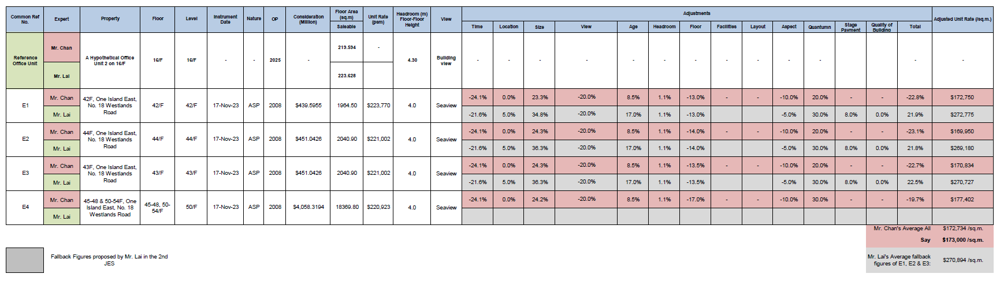 Common Ref No. Expert Property Floor Level Instrument Date Nature OP Consideration (Million) Floor Area (sq.m) Saleable Unit Rate (psm) Headroom (m) Floor-Floor Height View Adjustments Adjusted Unit Rate (/sq.m.)
Time Location Size View Age Headroom Floor Facilities Layout Aspect Quantumn Stage Payment Quality of Building Total
Reference Office Unit Mr. Chan A Hypothetical Office Unit 2 on 16/F 16/F 16/F - - 2025 - 219.594 - 4.30 Building view - - - - - - - - - - - -
Mr. Lai 223.628
E1 Mr. Chan 42F, One Island East, No. 18 Westlands Road 42/F 42/F 17-Nov-23 ASP 2008 $439.5955 1964.50 $223,770 4.0 Seaview -24.1% 0.0% 23.3% -20.0% 8.5% 1.1% -13.0% - - -10.0% 20.0% - - -22.8% $172,750
Mr. Lai -21.6% 5.0% 34.8% -20.0% 17.0% 1.1% -13.0% -5.0% 30.0% 8.0% 0.0% 21.9% $272,775
E2 Mr. Chan 44F, One Island East, No. 18 Westlands Road 44/F 44/F 17-Nov-23 ASP 2008 $451.0426 2040.90 $221,002 4.0 Seaview -24.1% 0.0% 24.3% -20.0% 8.5% 1.1% -14.0% - - -10.0% 20.0% - - -23.1% $169,950
Mr. Lai -21.6% 5.0% 36.3% -20.0% 17.0% 1.1% -14.0% -5.0% 30.0% 8.0% 0.0% 21.8% $269,180
E3 Mr. Chan 43F, One Island East, No. 18 Westlands Road 43/F 43/F 17-Nov-23 ASP 2008 $451.0426 2040.90 $221,002 4.0 Seaview -24.1% 0.0% 24.3% -20.0% 8.5% 1.1% -13.5% - - -10.0% 20.0% - - -22.7% $170,834
Mr. Lai -21.6% 5.0% 36.3% -20.0% 17.0% 1.1% -13.5% -5.0% 30.0% 8.0% 0.0% 22.5% $270,727
E4 Mr. Chan 45-48 & 50-54F, One Island East, No. 18 Westlands Road 45-48, 50-54/F 50/F 17-Nov-23 ASP 2008 $4,058.3194 18369.80 $220,923 4.0 Seaview -24.1% 0.0% 24.2% -20.0% 8.5% 1.1% -17.0% - - -10.0% 30.0% - - -19.7% $177,402
Mr. Lai
Mr. Chan's Average All $172,734 /sq.m.
Say $173,000 /sq.m.
Fallback Figures proposed by Mr. Lai in the 2nd
JES
Mr. Lai's Average fallback
figures of E1, E2 & E3: $270,894 /sq.m.